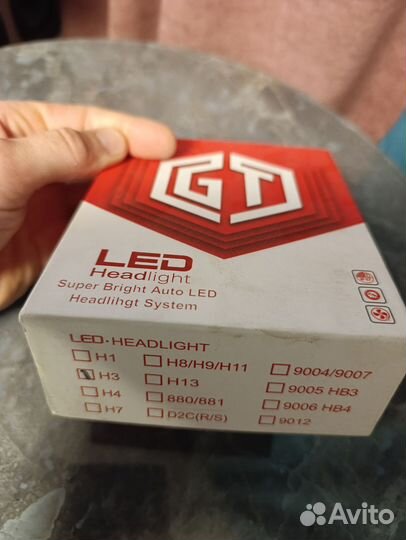 GT
LED
Headlight
Super Bright Auto LED
Headlihgt System
LED·HEADLIGHT
H1 H8/H9/H11 9004/9007
H3 H13 9005 HB3
H4 880/881 9006 HB4
H7 D2C(R/S) 9012
Avito